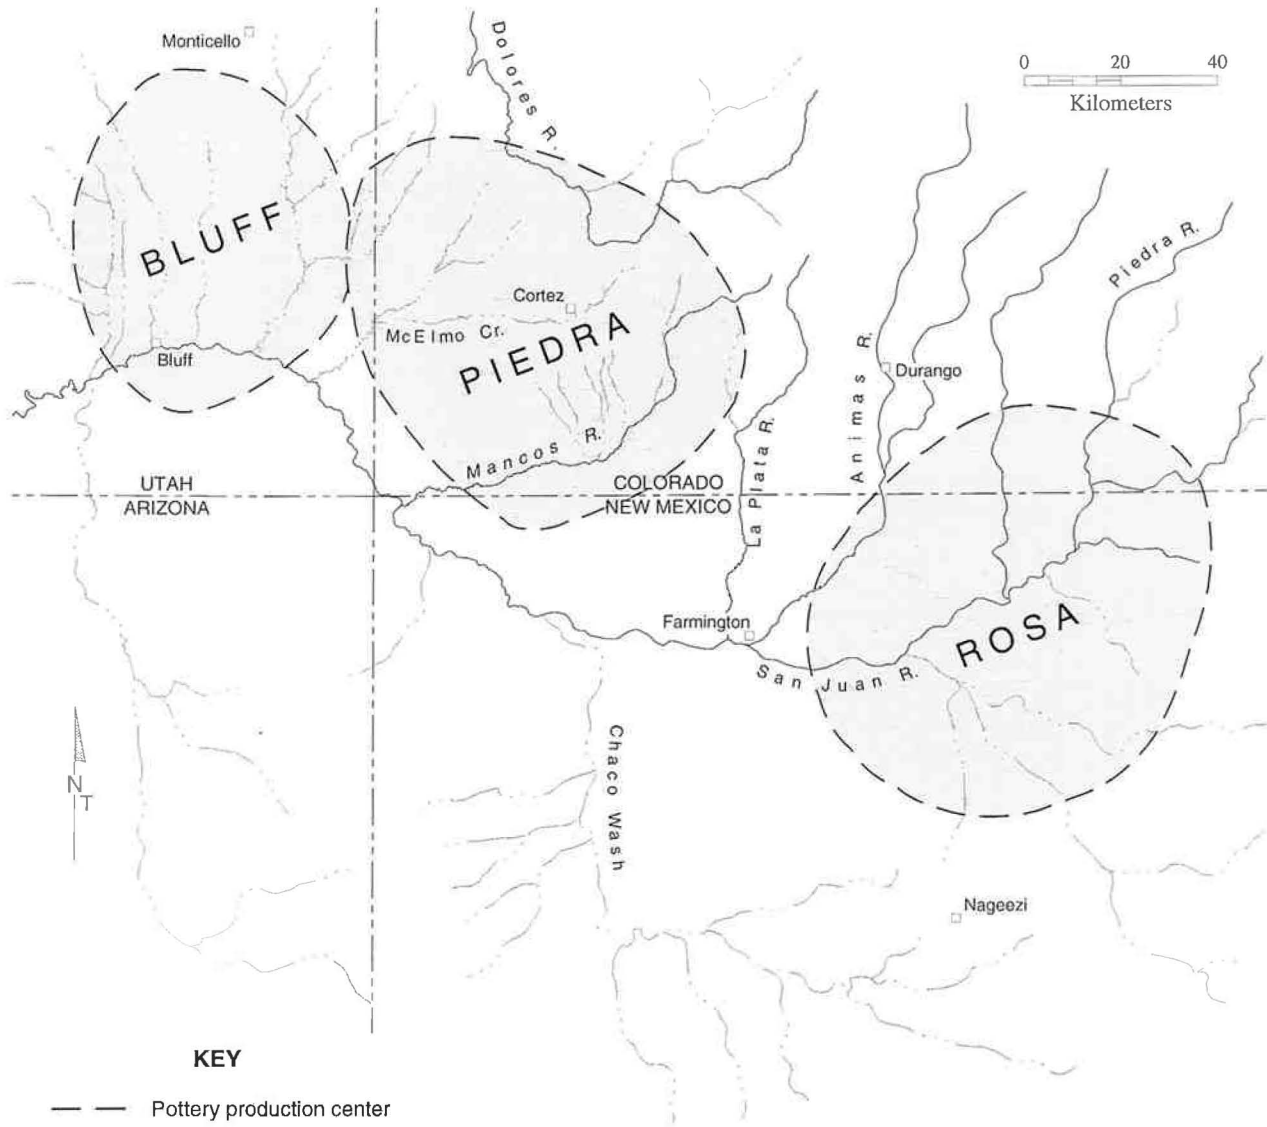 Monticello
Dolores R.
0 20 40
Kilometers
BLUFF
Piedra R.
Cortez
McElmo Cr.
PIEDRA
Bluff
Animas R.
Durango
La Plata R.
Mancos R.
UTAH
ARIZONA
COLORADO
NEW MEXICO
Farmington
ROSA
San Juan R.
Chaco Wash
N
T
Nageezi
KEY
Pottery production center